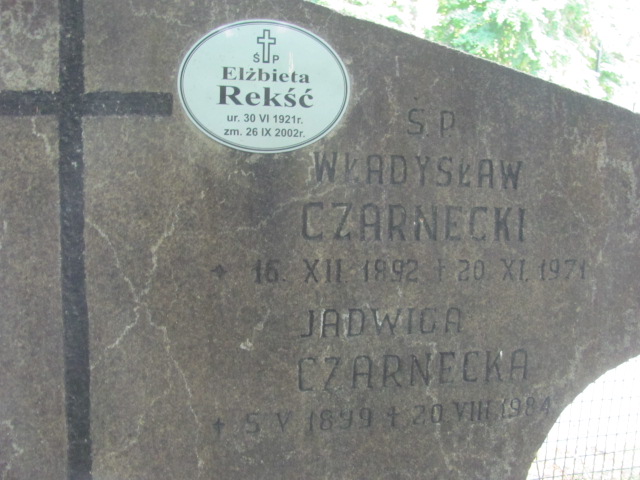 Ś P
Elżbieta
Rekść
ur. 30 VI 1921r.
zm. 26 IX 2002r.
Ś P
WŁADYSŁAW
CZARNECKI
+ 16. XII 1892 † 20 XI. 1971
JADWIGA
CZARNECKA
+ 5 V 1899 † 20 VIII 1984